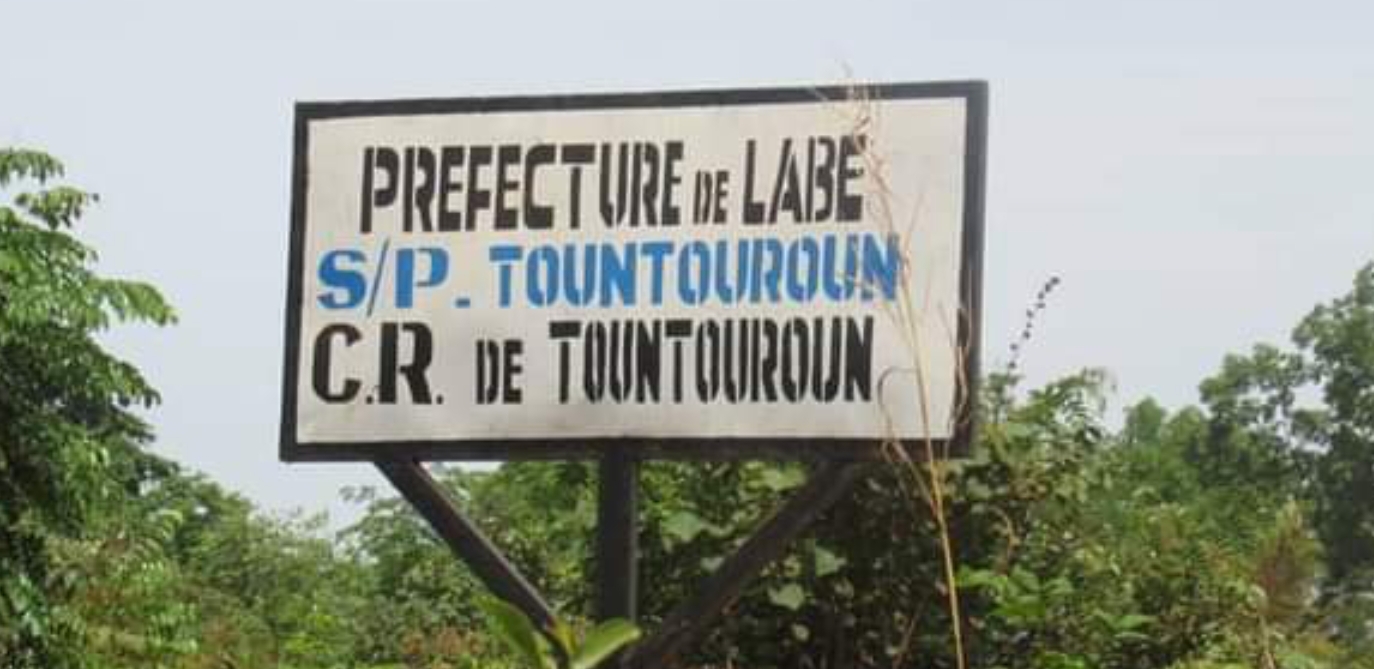 PREFECTURE DE LABE
S/P. TOUNTOUROUN
C.R. DE TOUNTOUROUN